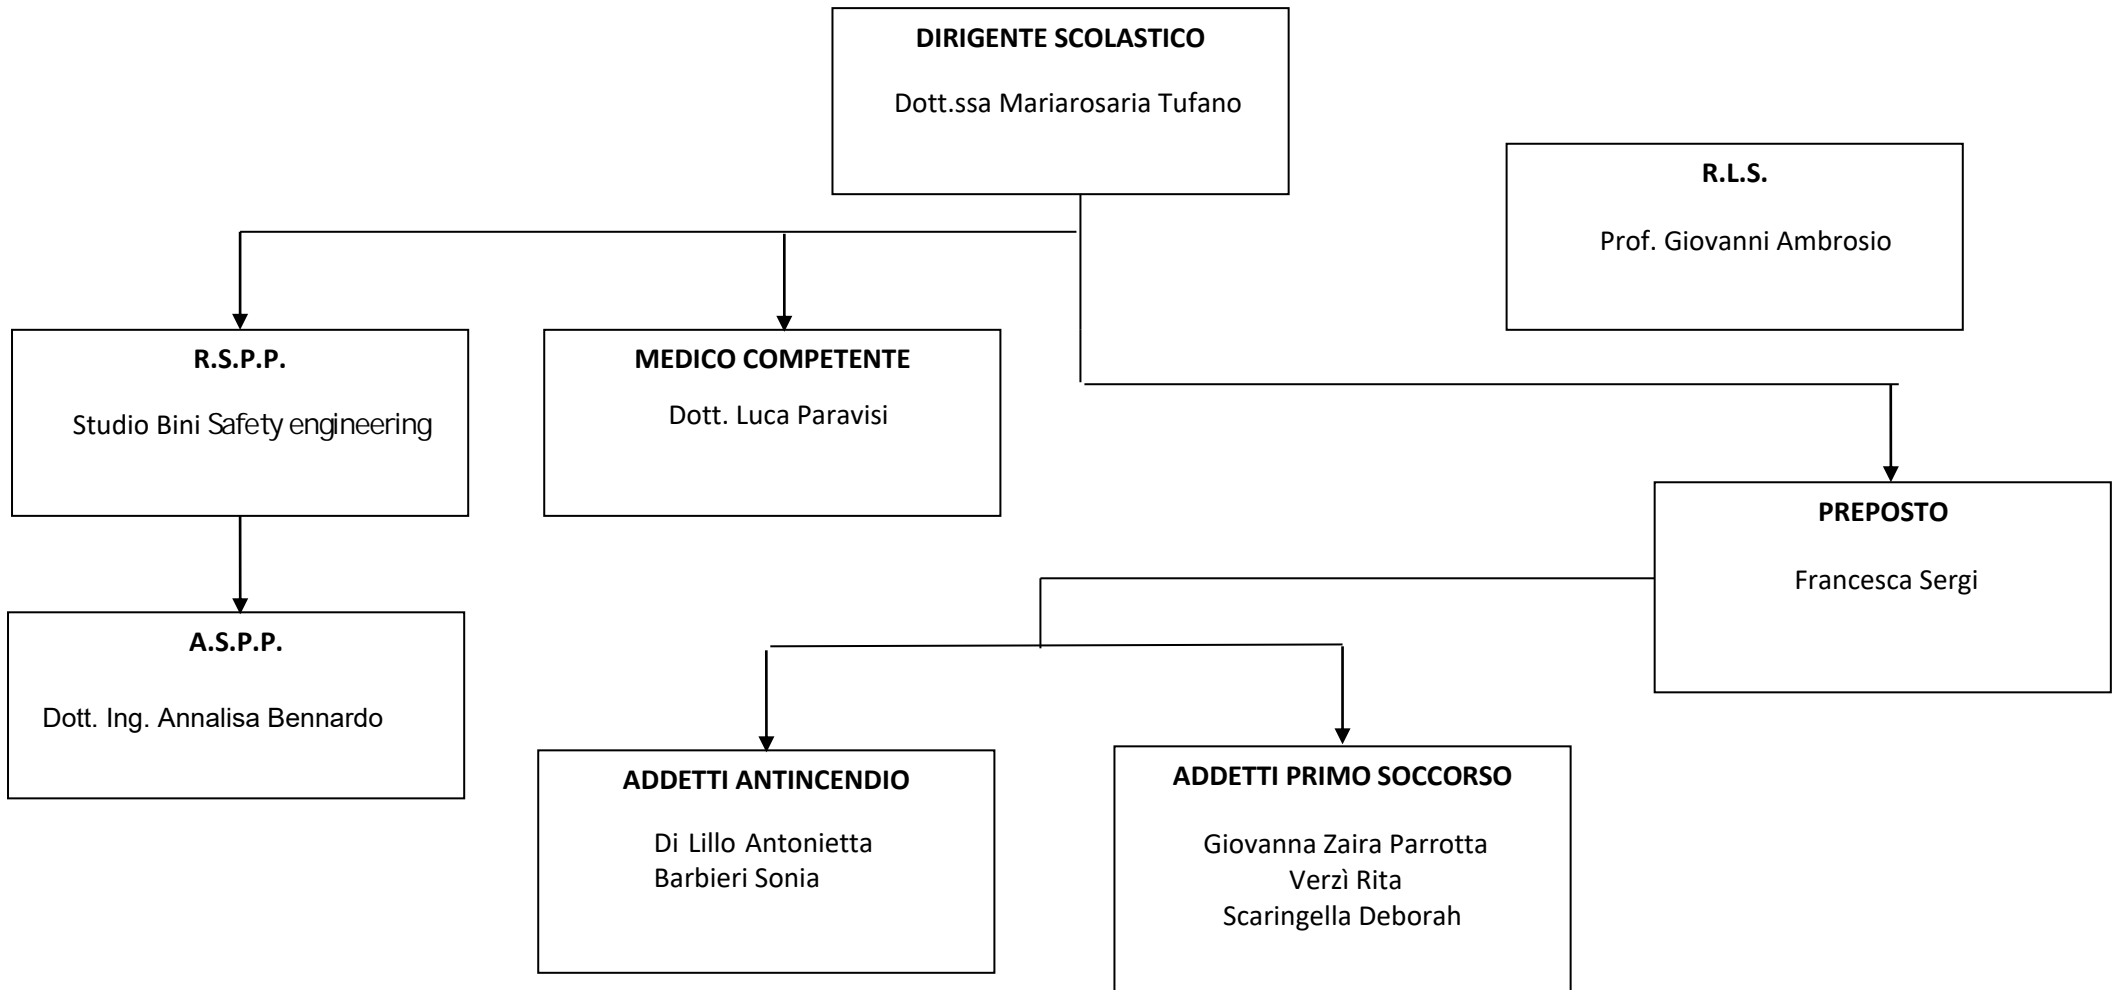 DIRIGENTE SCOLASTICO
Dott.ssa Mariarosaria Tufano
R.L.S.
Prof. Giovanni Ambrosio
R.S.P.P.
Studio Bini Safety engineering
MEDICO COMPETENTE
Dott. Luca Paravisi
PREPOSTO
Francesca Sergi
A.S.P.P.
Dott. Ing. Annalisa Bennardo
ADDETTI ANTINCENDIO
Di Lillo Antonietta
Barbieri Sonia
ADDETTI PRIMO SOCCORSO
Giovanna Zaira Parrotta
Verzì Rita
Scaringella Deborah